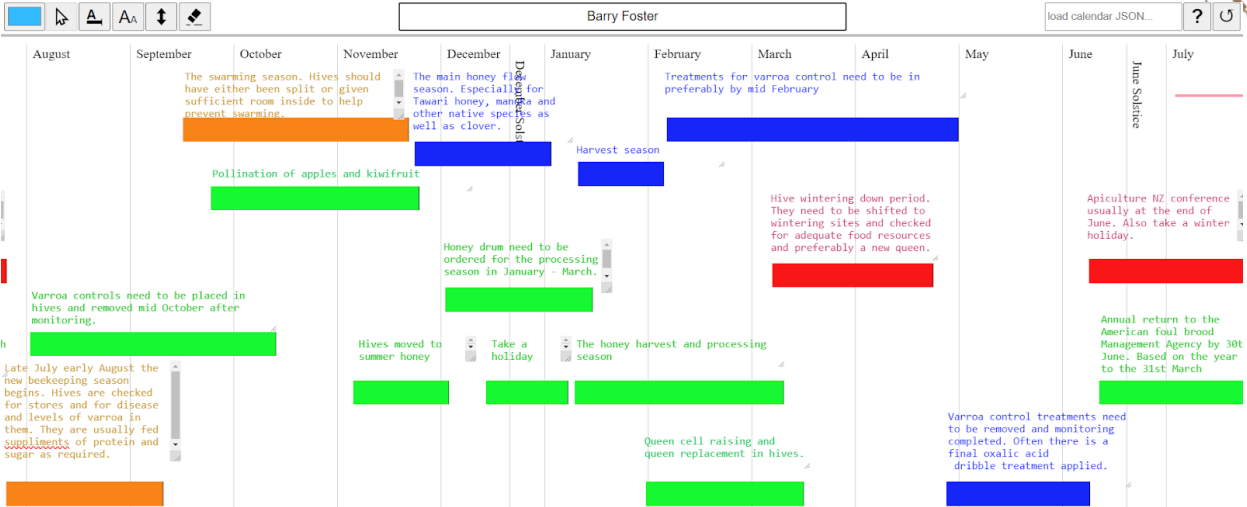 Barry Foster
load calendar JSON...
?
August
September
October
November
December
January
February
March
April
May
June
July
December Sols
June Solstice
The swarming season. Hives should
have either been split or given
sufficient room inside to help
prevent swarming.
The main honey flow
season. Especially for
Tawari honey, manuka and
other native species as
well as clover.
Treatments for varroa control need to be in
preferably by mid February
Harvest season
Pollination of apples and kiwifruit
Hive wintering down period.
They need to be shifted to
wintering sites and checked
for adequate food resources
and preferably a new queen.
Apiculture NZ conference
usually at the end of
June. Also take a winter
holiday.
Honey drum need to be
ordered for the processing
season in January - March.
Varroa controls need to be placed in
hives and removed mid October after
monitoring.
Annual return to the
American foul brood
Management Agency by 30t
June. Based on the year
to the 31st March
h
Hives moved to
summer honey
Take a
holiday
The honey harvest and processing
season
Late July early August the
new beekeeping season
begins. Hives are checked
for stores and for disease
and levels of varroa in
them. They are usually fed
suppliments of protein and
sugar as required.
Varroa control treatments need
to be removed and monitoring
completed. Often there is a
final oxalic acid
dribble treatment applied.
Queen cell raising and
queen replacement in hives.